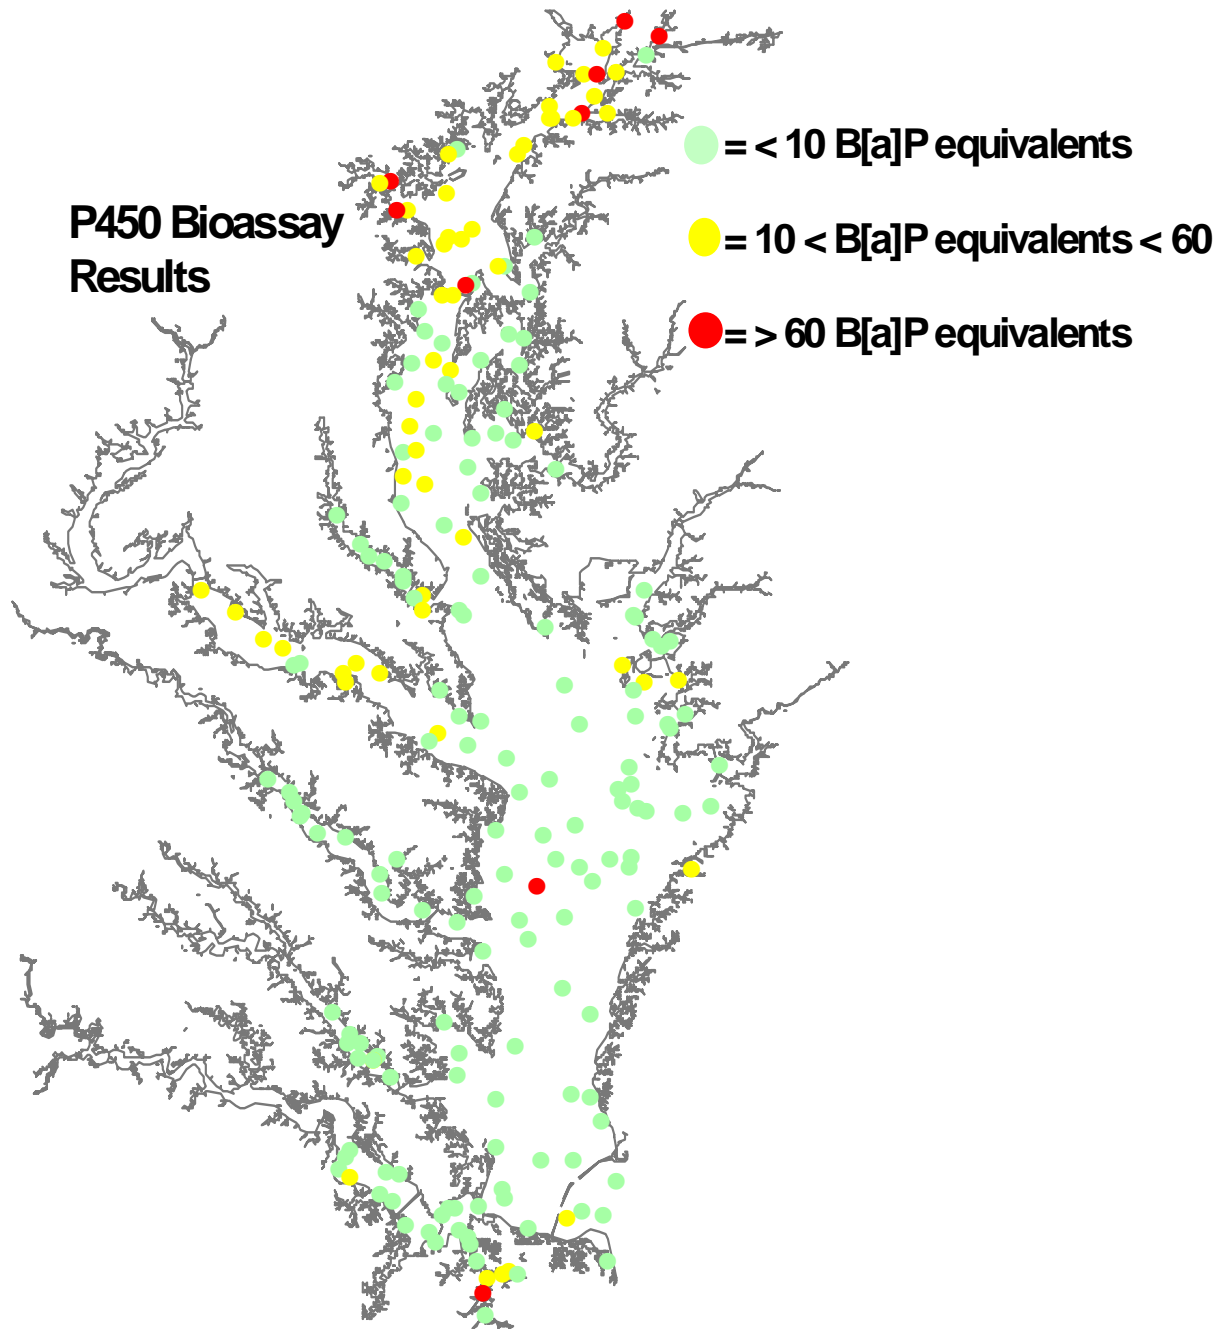 = < 10 B[a]P equivalents
P450 Bioassay
Results
= 10 < B[a]P equivalents < 60
= > 60 B[a]P equivalents